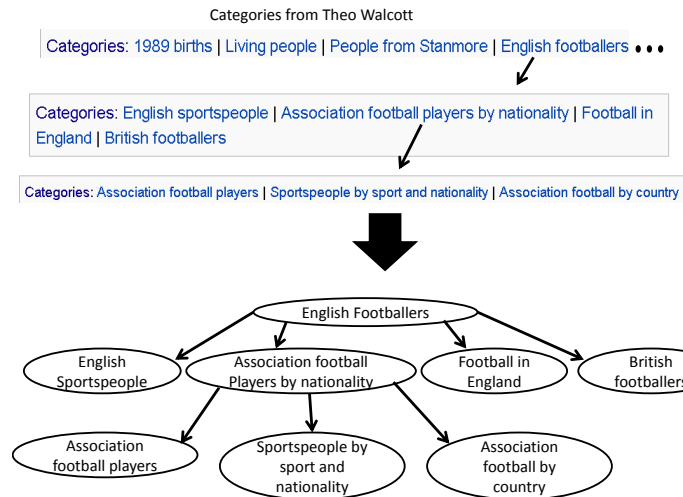 Categories from Theo Walcott
Categories: 1989 births | Living people | People from Stanmore | English footballers •••
Categories: English sportspeople | Association football players by nationality | Football in
England | British footballers
Categories: Association football players | Sportspeople by sport and nationality | Association football by country
English Footballers
English
Sportspeople
Association football
Players by nationality
Football in
England
British
footballers
Association
football players
Sportspeople by
sport and
nationality
Association
football by
country